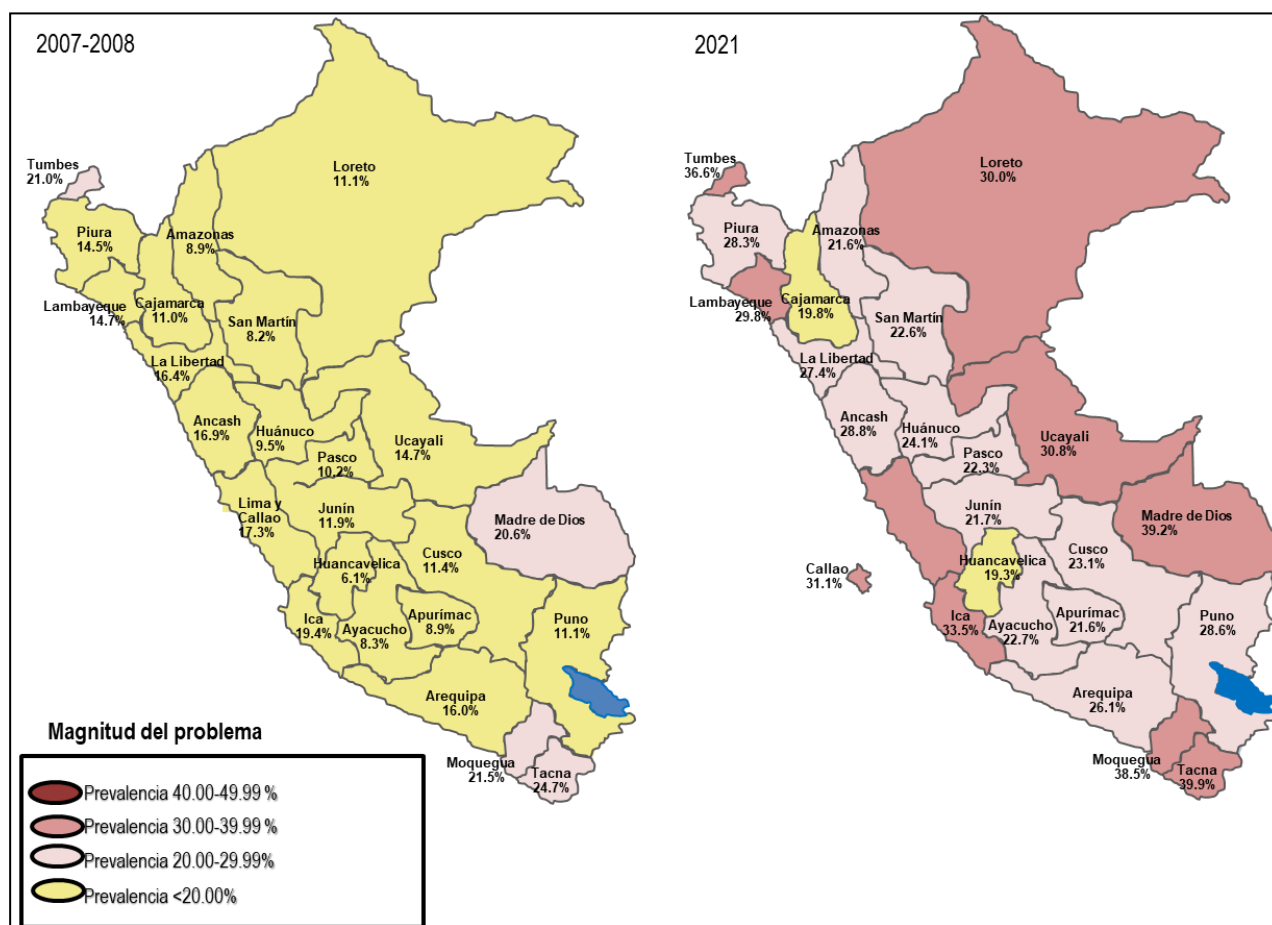 2007-2008
Tumbes
21.0%
Loreto
11.1%
Piura
14.5%
Amazonas
8.9%
Lambayeque
14.7%
Cajamarca
11.0%
San Martín
8.2%
La Libertad
16.4%
Ancash
16.9%
Huánuco
9.5%
Ucayali
14.7%
Pasco
10.2%
Lima y
Callao
17.3%
Junín
11.9%
Madre de Dios
20.6%
Huancavelica
6.1%
Cusco
11.4%
Ica
19.4%
Ayacucho
8.3%
Apurímac
8.9%
Puno
11.1%
Arequipa
16.0%
Moquegua
21.5%
Tacna
24.7%
2021
Tumbes
36.6%
Loreto
30.0%
Piura
28.3%
Amazonas
21.6%
Lambayeque
29.8%
Cajamarca
19.8%
San Martín
22.6%
La Libertad
27.4%
Ancash
28.8%
Huánuco
24.1%
Ucayali
30.8%
Pasco
22.3%
Junín
21.7%
Madre de Dios
39.2%
Callao
31.1%
Huancavelica
19.3%
Cusco
23.1%
Ica
33.5%
Ayacucho
22.7%
Apurímac
21.6%
Puno
28.6%
Arequipa
26.1%
Moquegua
38.5%
Tacna
39.9%
Magnitud del problema
Prevalencia 40.00-49.99 %
Prevalencia 30.00-39.99 %
Prevalencia 20.00-29.99%
Prevalencia <20.00%